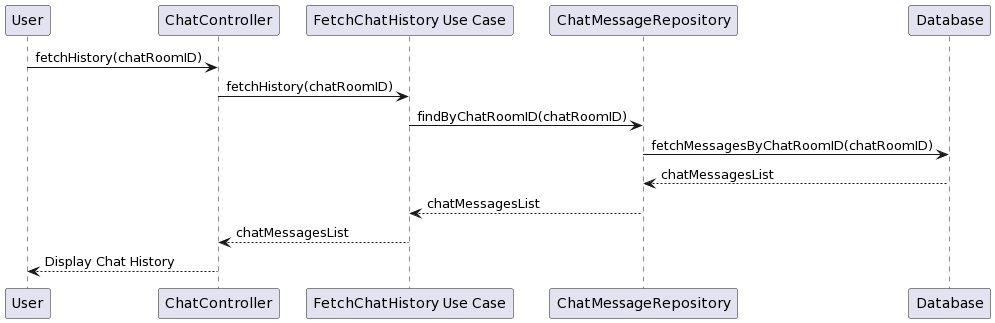 User
ChatController
FetchChatHistory Use Case
ChatMessageRepository
Database
fetchHistory(chatRoomID)
fetchHistory(chatRoomID)
findByChatRoomID(chatRoomID)
fetchMessagesByChatRoomID(chatRoomID)
chatMessagesList
chatMessagesList
chatMessagesList
Display Chat History
User
ChatController
FetchChatHistory Use Case
ChatMessageRepository
Database